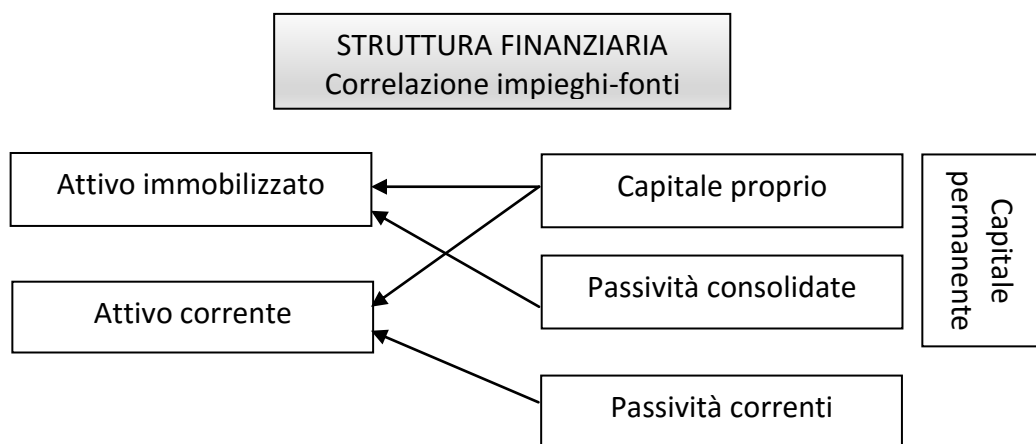 STRUTTURA FINANZIARIA
Correlazione impieghi-fonti
Attivo immobilizzato
Capitale proprio
Capitale
permanente
Passività consolidate
Attivo corrente
Passività correnti